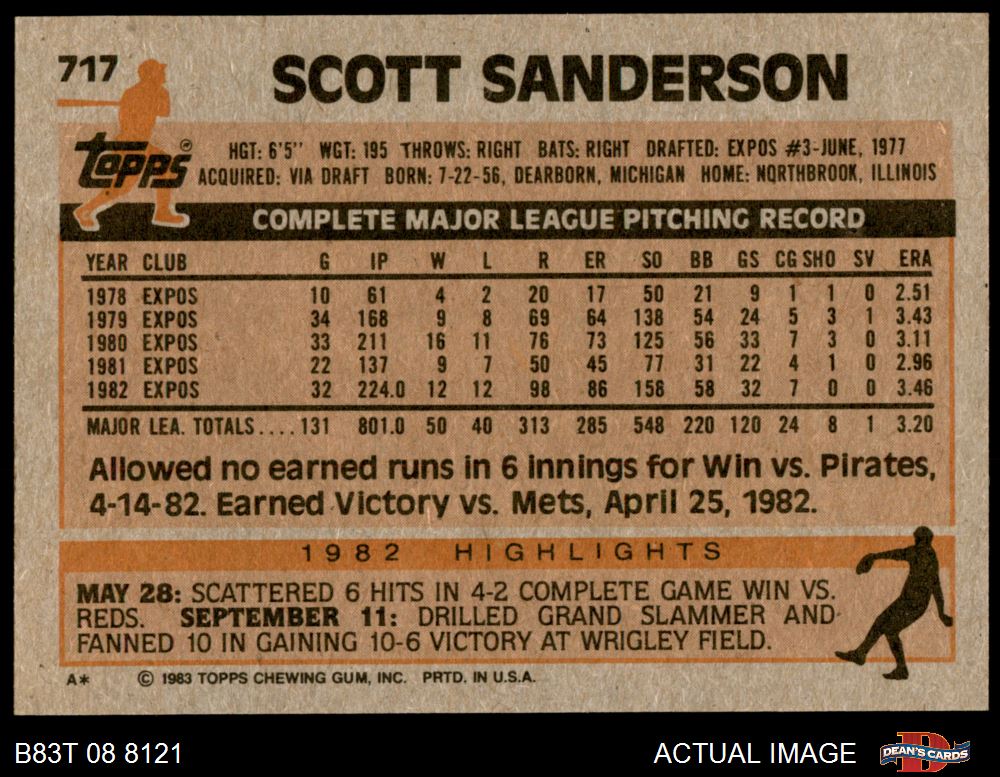 717 SCOTT SANDERSON
topps
HGT: 6'5'' WGT: 195 THROWS: RIGHT BATS: RIGHT DRAFTED: EXPOS #3-JUNE, 1977
ACQUIRED: VIA DRAFT BORN: 7-22-56, DEARBORN, MICHIGAN HOME: NORTHBROOK, ILLINOIS
COMPLETE MAJOR LEAGUE PITCHING RECORD
YEAR CLUB G IP W L R ER SO BB GS CG SHO SV ERA
1978 EXPOS 10 61 4 2 20 17 50 21 9 1 1 0 2.51
1979 EXPOS 34 168 9 8 69 64 138 54 24 5 3 1 3.43
1980 EXPOS 33 211 16 11 76 73 125 56 33 7 3 0 3.11
1981 EXPOS 22 137 9 7 50 45 77 31 22 4 1 0 2.96
1982 EXPOS 32 224.0 12 12 98 86 158 58 32 7 0 0 3.46
MAJOR LEA. TOTALS.... 131 801.0 50 40 313 285 548 220 120 24 8 1 3.20
Allowed no earned runs in 6 innings for Win vs. Pirates,
4-14-82. Earned Victory vs. Mets, April 25, 1982.
1982 HIGHLIGHTS
MAY 28: SCATTERED 6 HITS IN 4-2 COMPLETE GAME WIN VS.
REDS. SEPTEMBER 11: DRILLED GRAND SLAMMER AND
FANNED 10 IN GAINING 10-6 VICTORY AT WRIGLEY FIELD.
A* © 1983 TOPPS CHEWING GUM, INC. PRTD. IN U.S.A.
B83T 08 8121 ACTUAL IMAGE DEAN'S CARDS